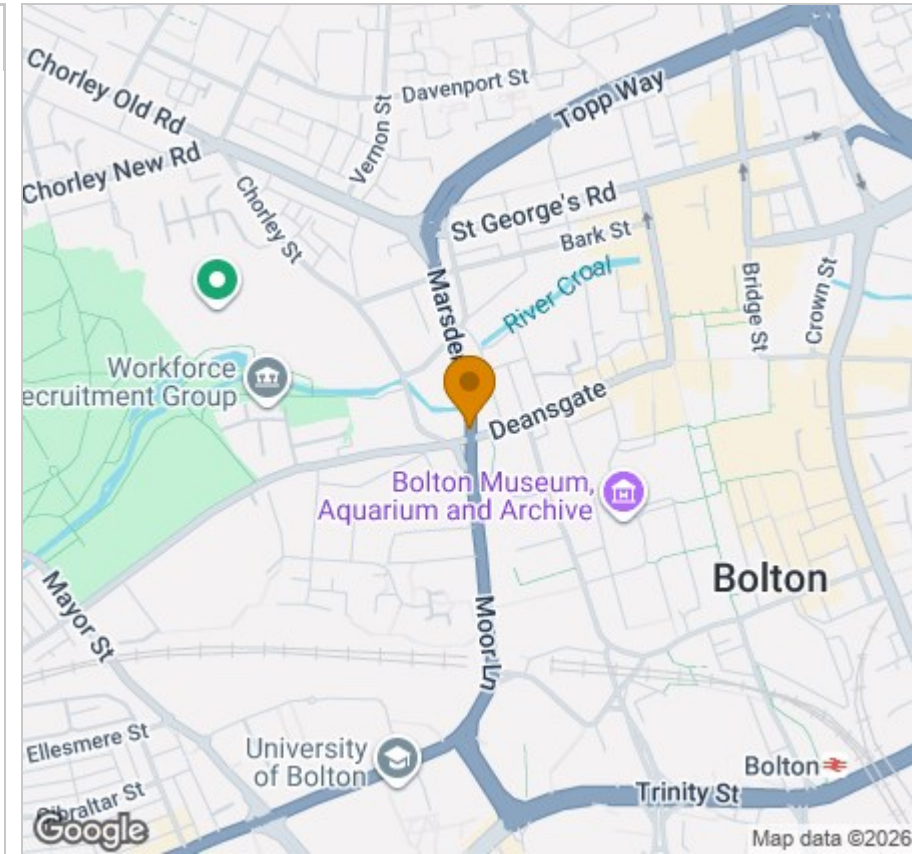 Chorley Old Rd
Davenport St
Topp Way
Vernon St
Chorley New Rd
Chorley St
St George's Rd
Bark St
River Croal
Marsden
Bridge St
Crown St
Workforce
ecruitment Group
Deansgate
Bolton Museum,
Aquarium and Archive
Bolton
Mayor St
Moor Ln
Ellesmere St
University
of Bolton
Bolton
Gibraltar St
Trinity St
Google
Map data ©2026